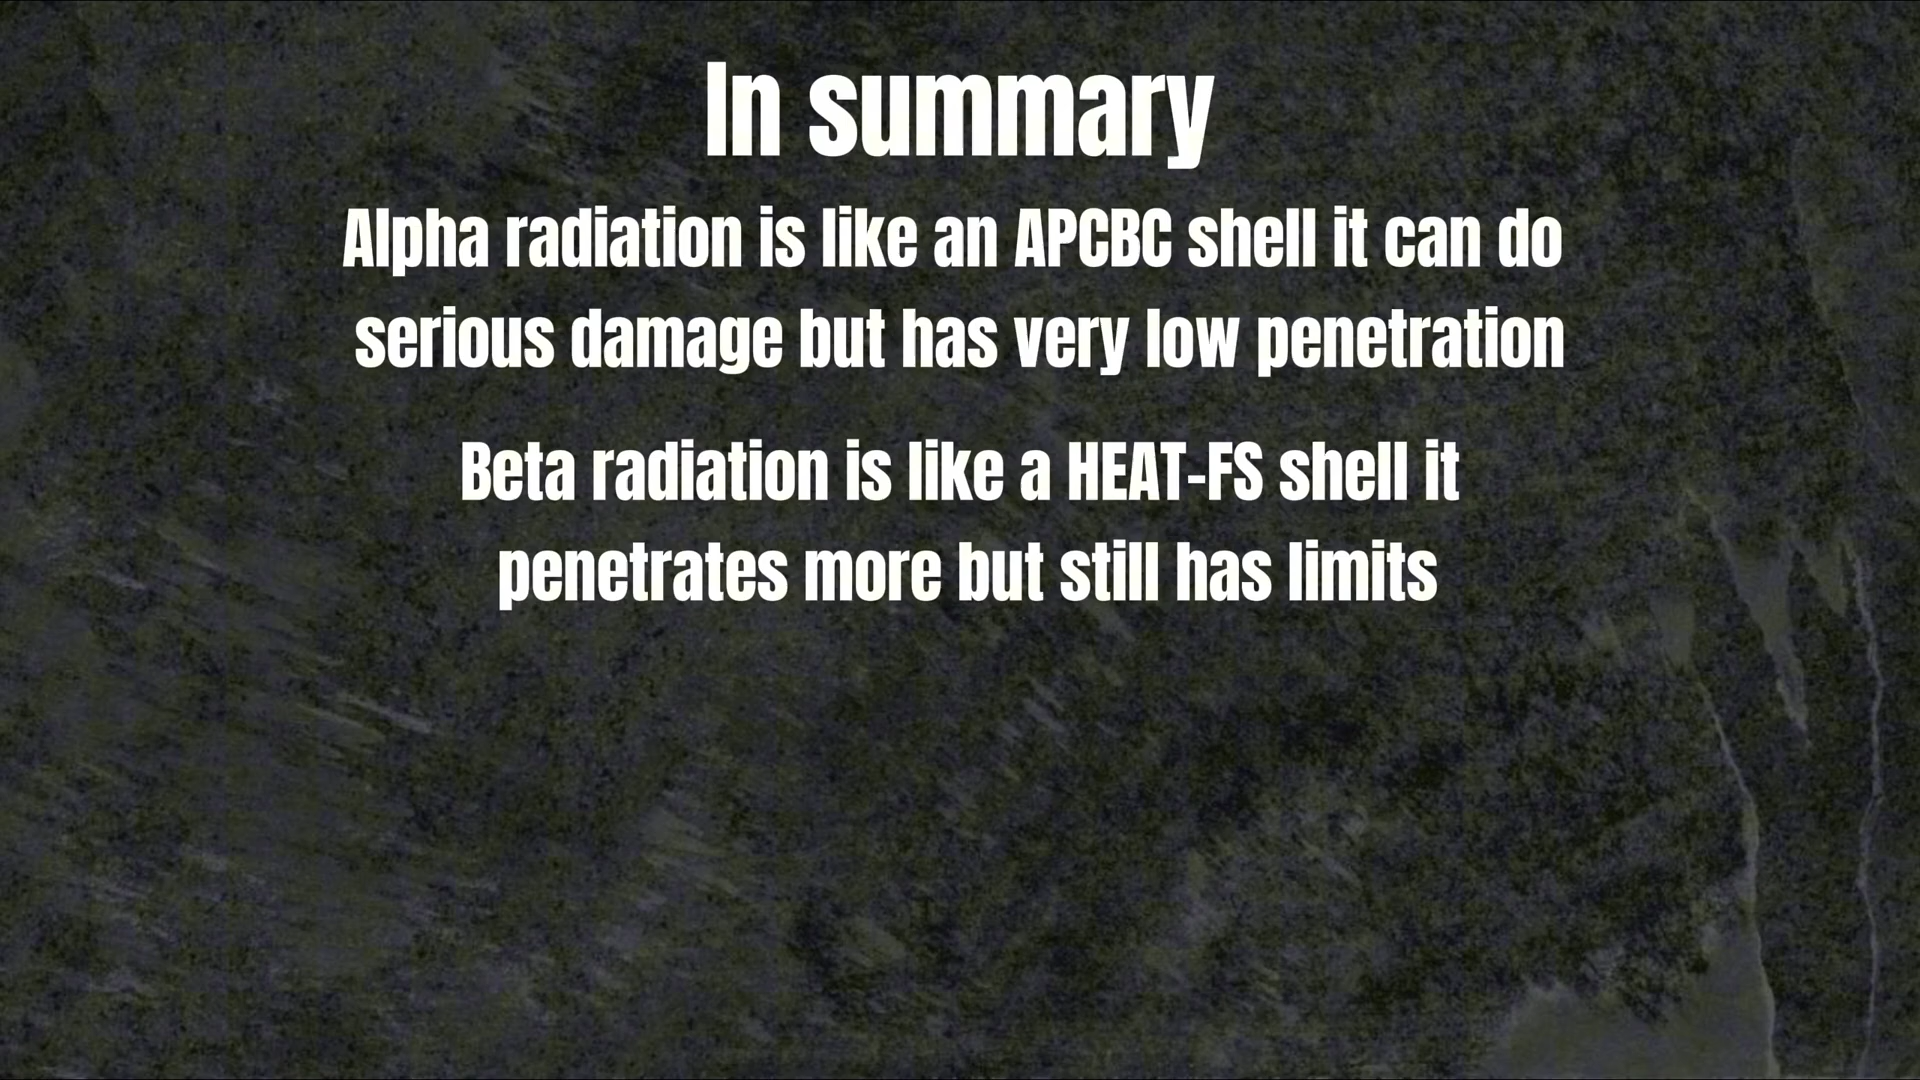 In summary
Alpha radiation is like an APCBC shell it can do
serious damage but has very low penetration
Beta radiation is like a HEAT-FS shell it
penetrates more but still has limits